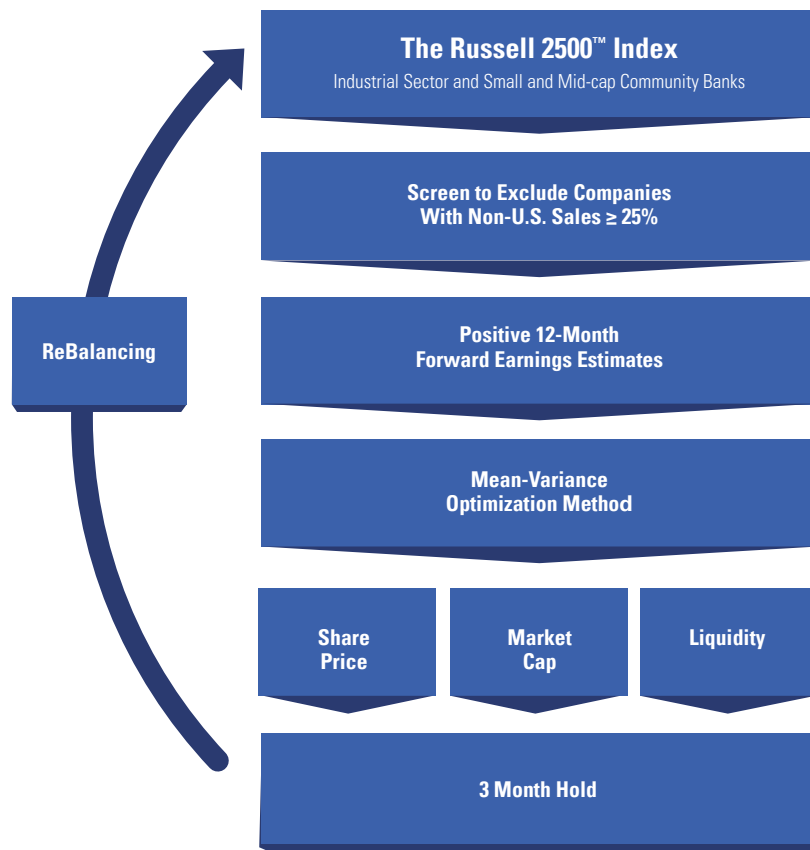 The Russell 2500™ Index
Industrial Sector and Small and Mid-cap Community Banks
Screen to Exclude Companies
With Non-U.S. Sales ≥ 25%
ReBalancing
Positive 12-Month
Forward Earnings Estimates
Mean-Variance
Optimization Method
Share
Price
Market
Cap
Liquidity
3 Month Hold